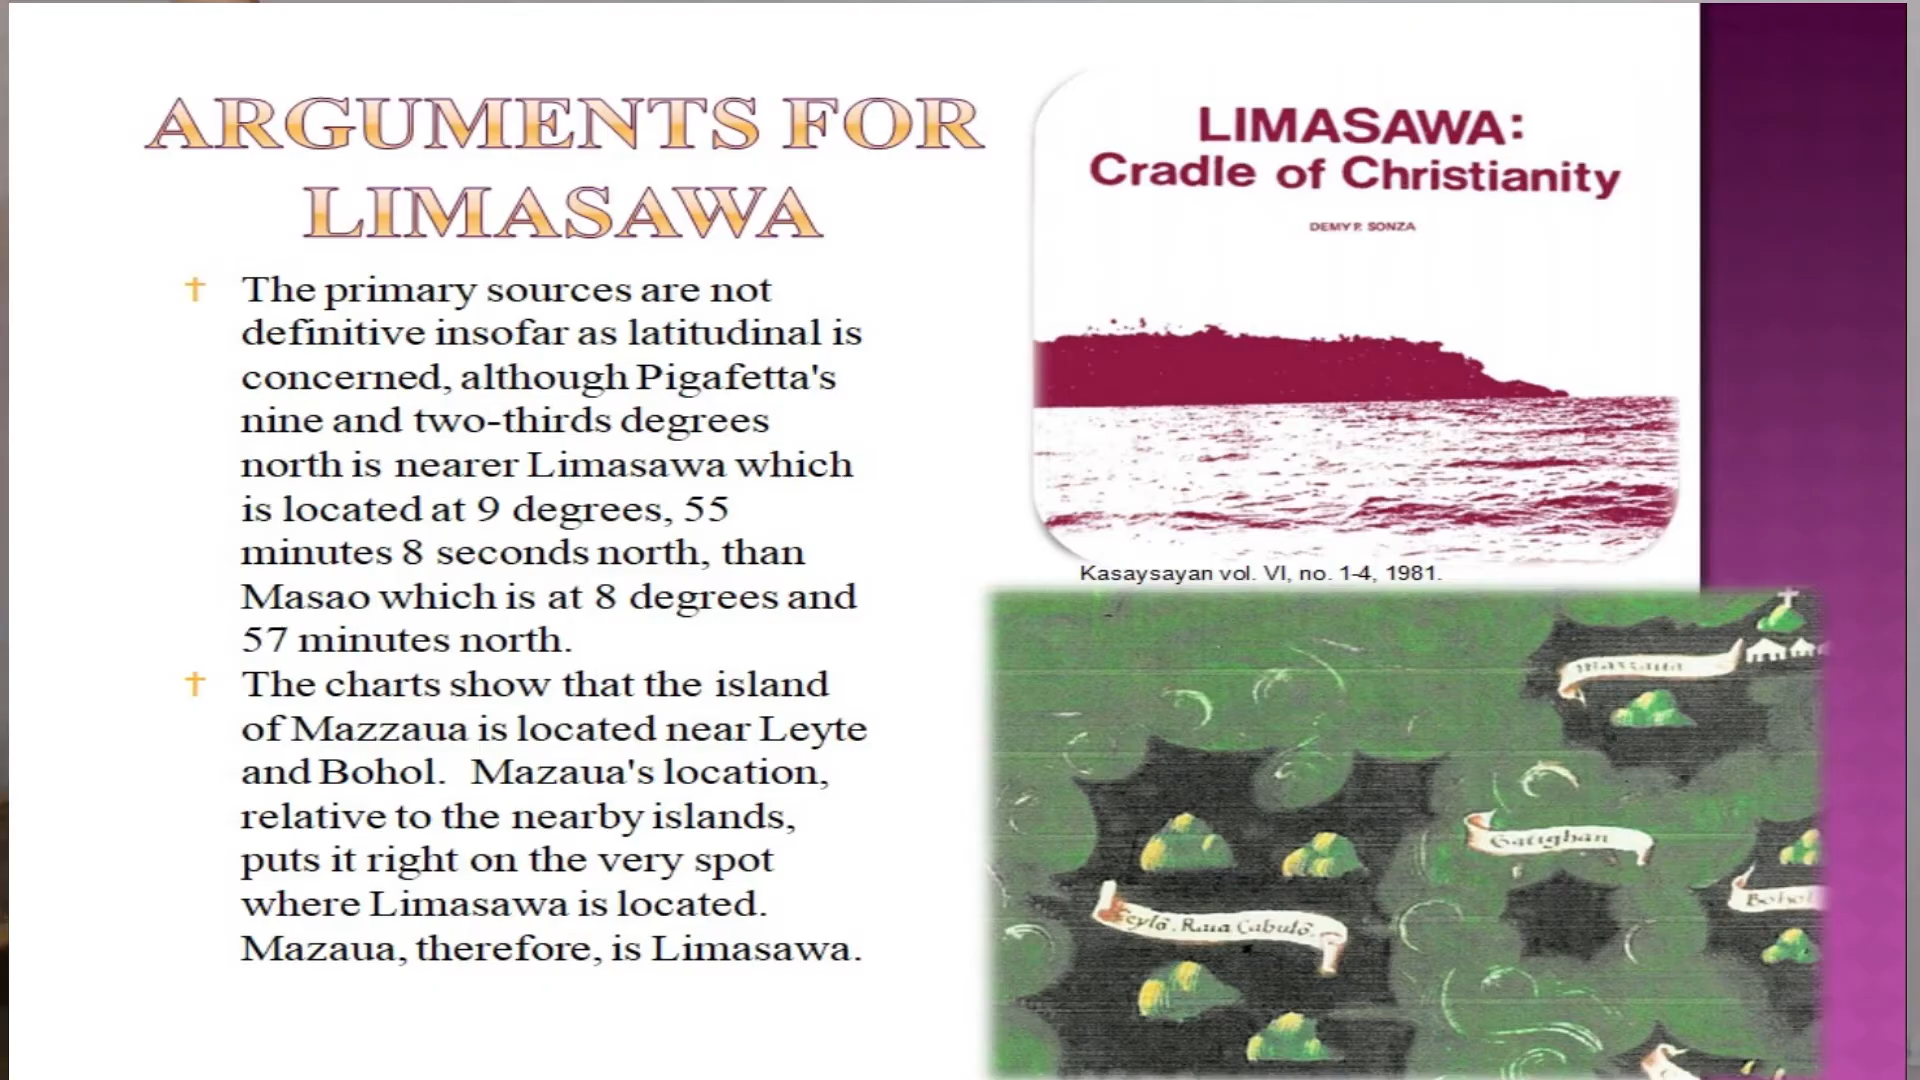 ARGUMENTS FOR
LIMASAWA
✝ The primary sources are not
definitive insofar as latitudinal is
concerned, although Pigafetta's
nine and two-thirds degrees
north is nearer Limasawa which
is located at 9 degrees, 55
minutes 8 seconds north, than
Masao which is at 8 degrees and
57 minutes north.
✝ The charts show that the island
of Mazzaua is located near Leyte
and Bohol. Mazaua's location,
relative to the nearby islands,
puts it right on the very spot
where Limasawa is located.
Mazaua, therefore, is Limasawa.
LIMASAWA:
Cradle of Christianity
DEMY P. SONZA
Kasaysayan vol. VI, no. 1-4, 1981.
Gatighan
Bohol